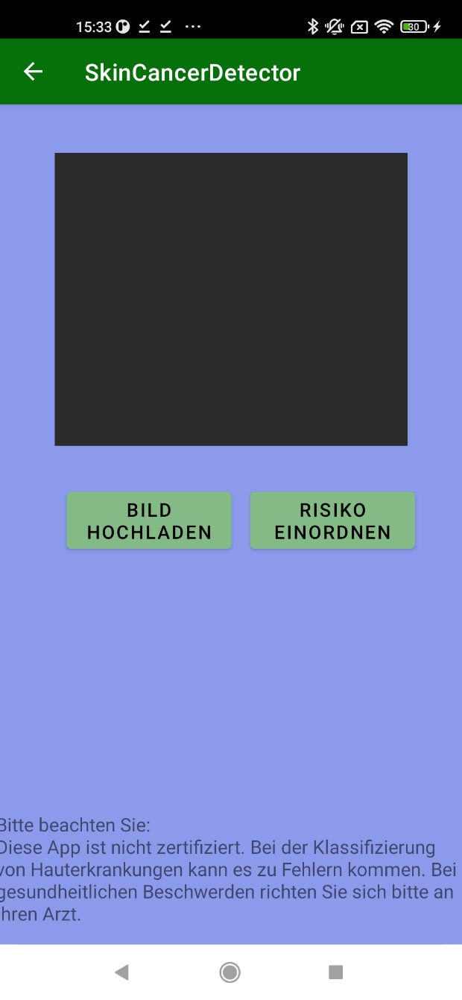 15:33
30
SkinCancerDetector
BILD
HOCHLADEN
RISIKO
EINORDNEN
Bitte beachten Sie:
Diese App ist nicht zertifiziert. Bei der Klassifizierung
von Hauterkrankungen kann es zu Fehlern kommen. Bei
gesundheitlichen Beschwerden richten Sie sich bitte an
Ihren Arzt.